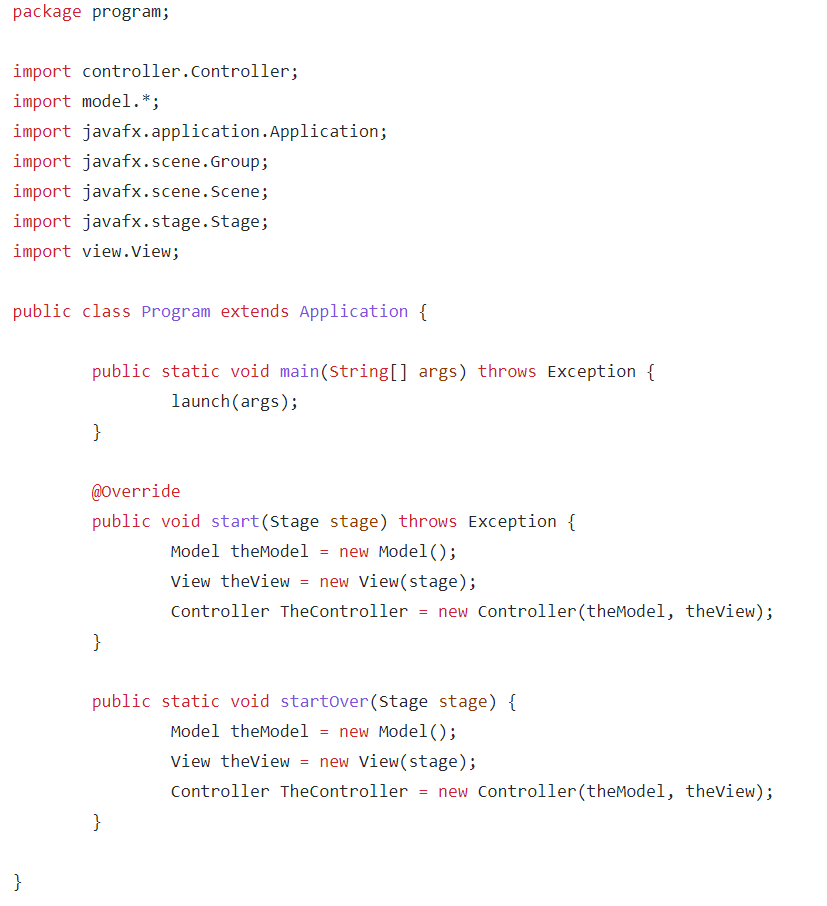 package program;

import controller.Controller;
import model.*;
import javafx.application.Application;
import javafx.scene.Group;
import javafx.scene.Scene;
import javafx.stage.Stage;
import view.View;

public class Program extends Application {

        public static void main(String[] args) throws Exception {
                launch(args);
        }

        @Override
        public void start(Stage stage) throws Exception {
                Model theModel = new Model();
                View theView = new View(stage);
                Controller TheController = new Controller(theModel, theView);
        }

        public static void startOver(Stage stage) {
                Model theModel = new Model();
                View theView = new View(stage);
                Controller TheController = new Controller(theModel, theView);
        }

}